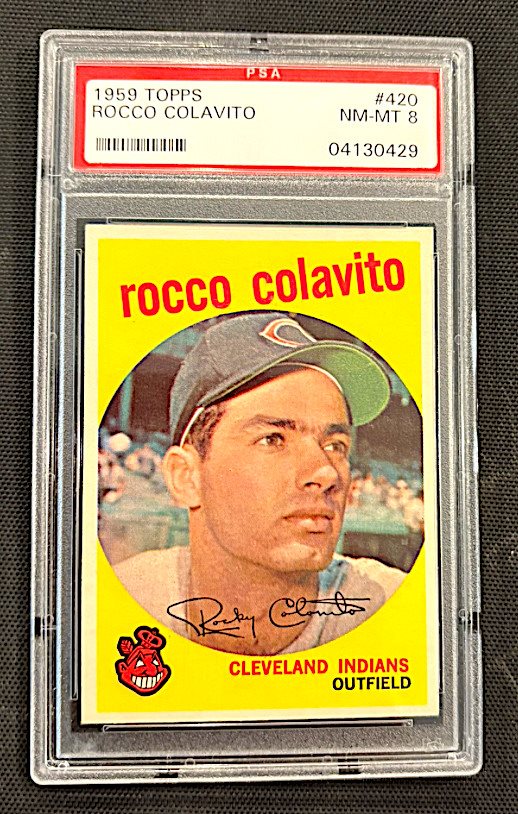 PSA
1959 TOPPS #420
ROCCO COLAVITO NM-MT 8
04130429
rocco colavito
C
Rocky Colavito
CLEVELAND INDIANS
OUTFIELD